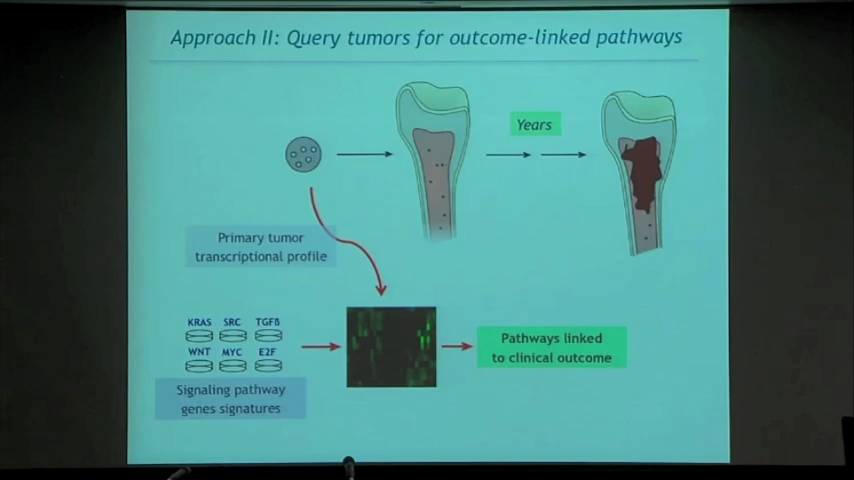 Approach II: Query tumors for outcome-linked pathways
Years
Primary tumor
transcriptional profile
KRAS SRC TGFß
WNT MYC E2F
Signaling pathway
genes signatures
Pathways linked
to clinical outcome